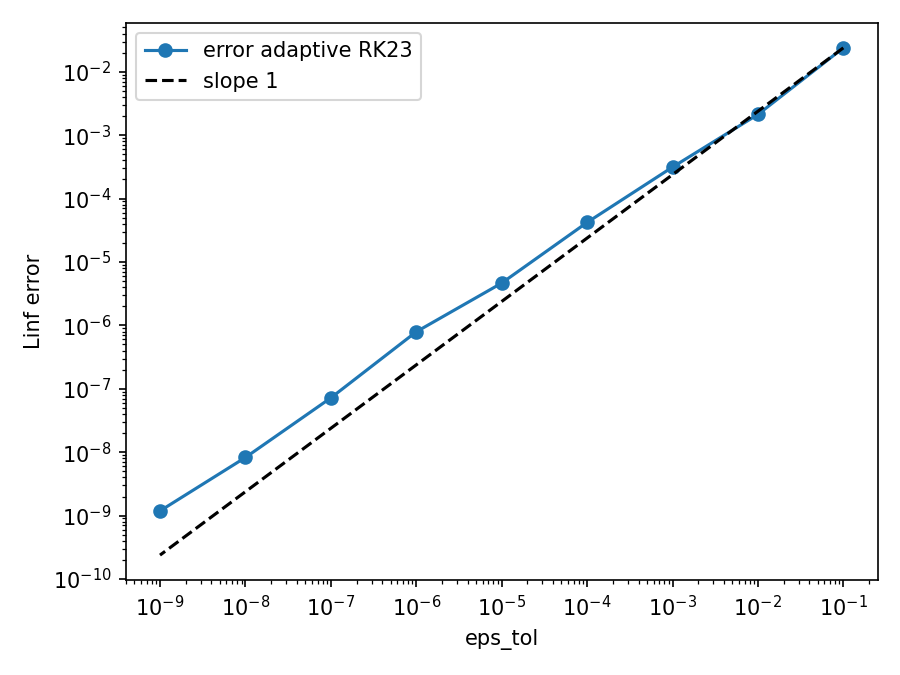 error adaptive RK23
slope 1
10⁻²
10⁻³
10⁻⁴
10⁻⁵
10⁻⁶
10⁻⁷
10⁻⁸
10⁻⁹
10⁻¹⁰
Linf error
10⁻⁹ 10⁻⁸ 10⁻⁷ 10⁻⁶ 10⁻⁵ 10⁻⁴ 10⁻³ 10⁻² 10⁻¹
eps_tol